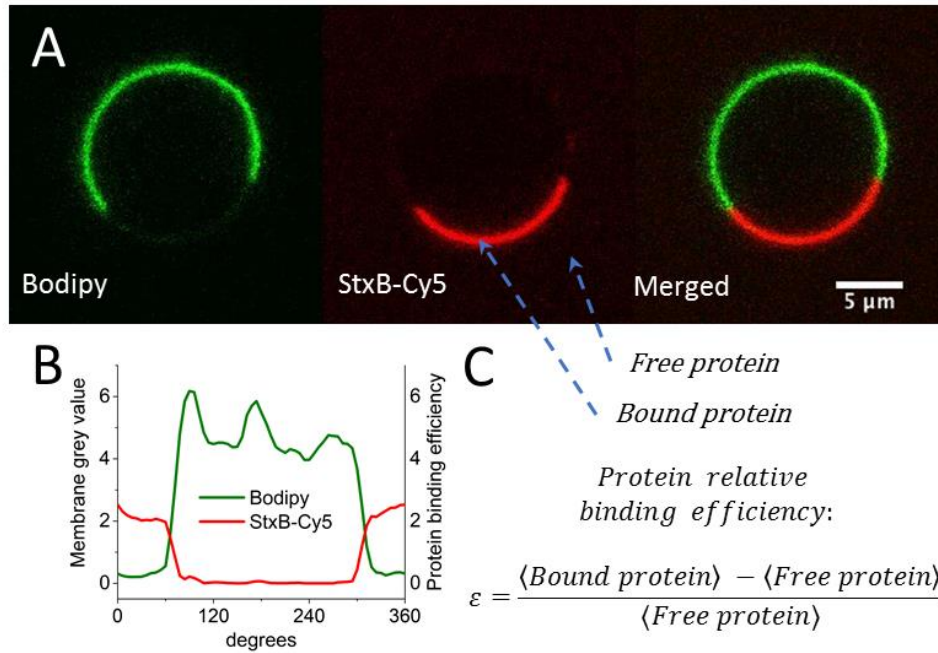 A
Bodipy
StxB-Cy5
Merged
5 µm
B
Membrane grey value
6
4
2
0
Bodipy
StxB-Cy5
6
4
2
0
Protein binding efficiency
0
120
240
360
degrees
C
Free protein
Bound protein
Protein relative
binding efficiency:
ε = (⟨Bound protein⟩ − ⟨Free protein⟩) / ⟨Free protein⟩